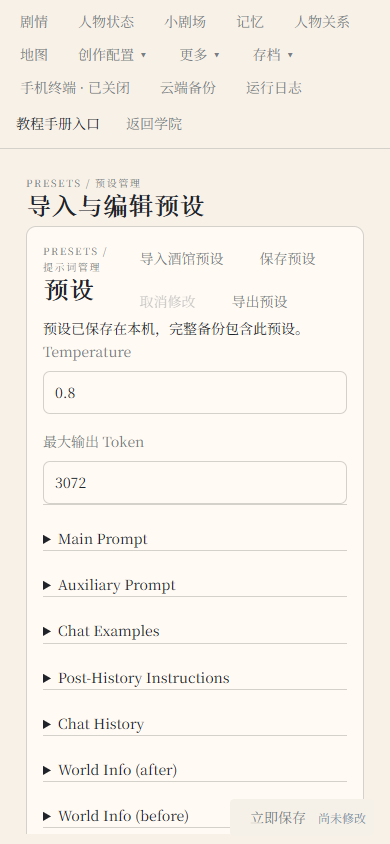 剧情 人物状态 小剧场 记忆 人物关系
地图 创作配置 ▾ 更多 ▾ 存档 ▾
手机终端 · 已关闭 云端备份 运行日志
教程手册入口 返回学院
PRESETS / 预设管理
导入与编辑预设
PRESETS /
提示词管理
预设
导入酒馆预设 保存预设
取消修改 导出预设
预设已保存在本机，完整备份包含此预设。
Temperature
0.8
最大输出 Token
3072
Main Prompt
Auxiliary Prompt
Chat Examples
Post-History Instructions
Chat History
World Info (after)
World Info (before)
立即保存 尚未修改